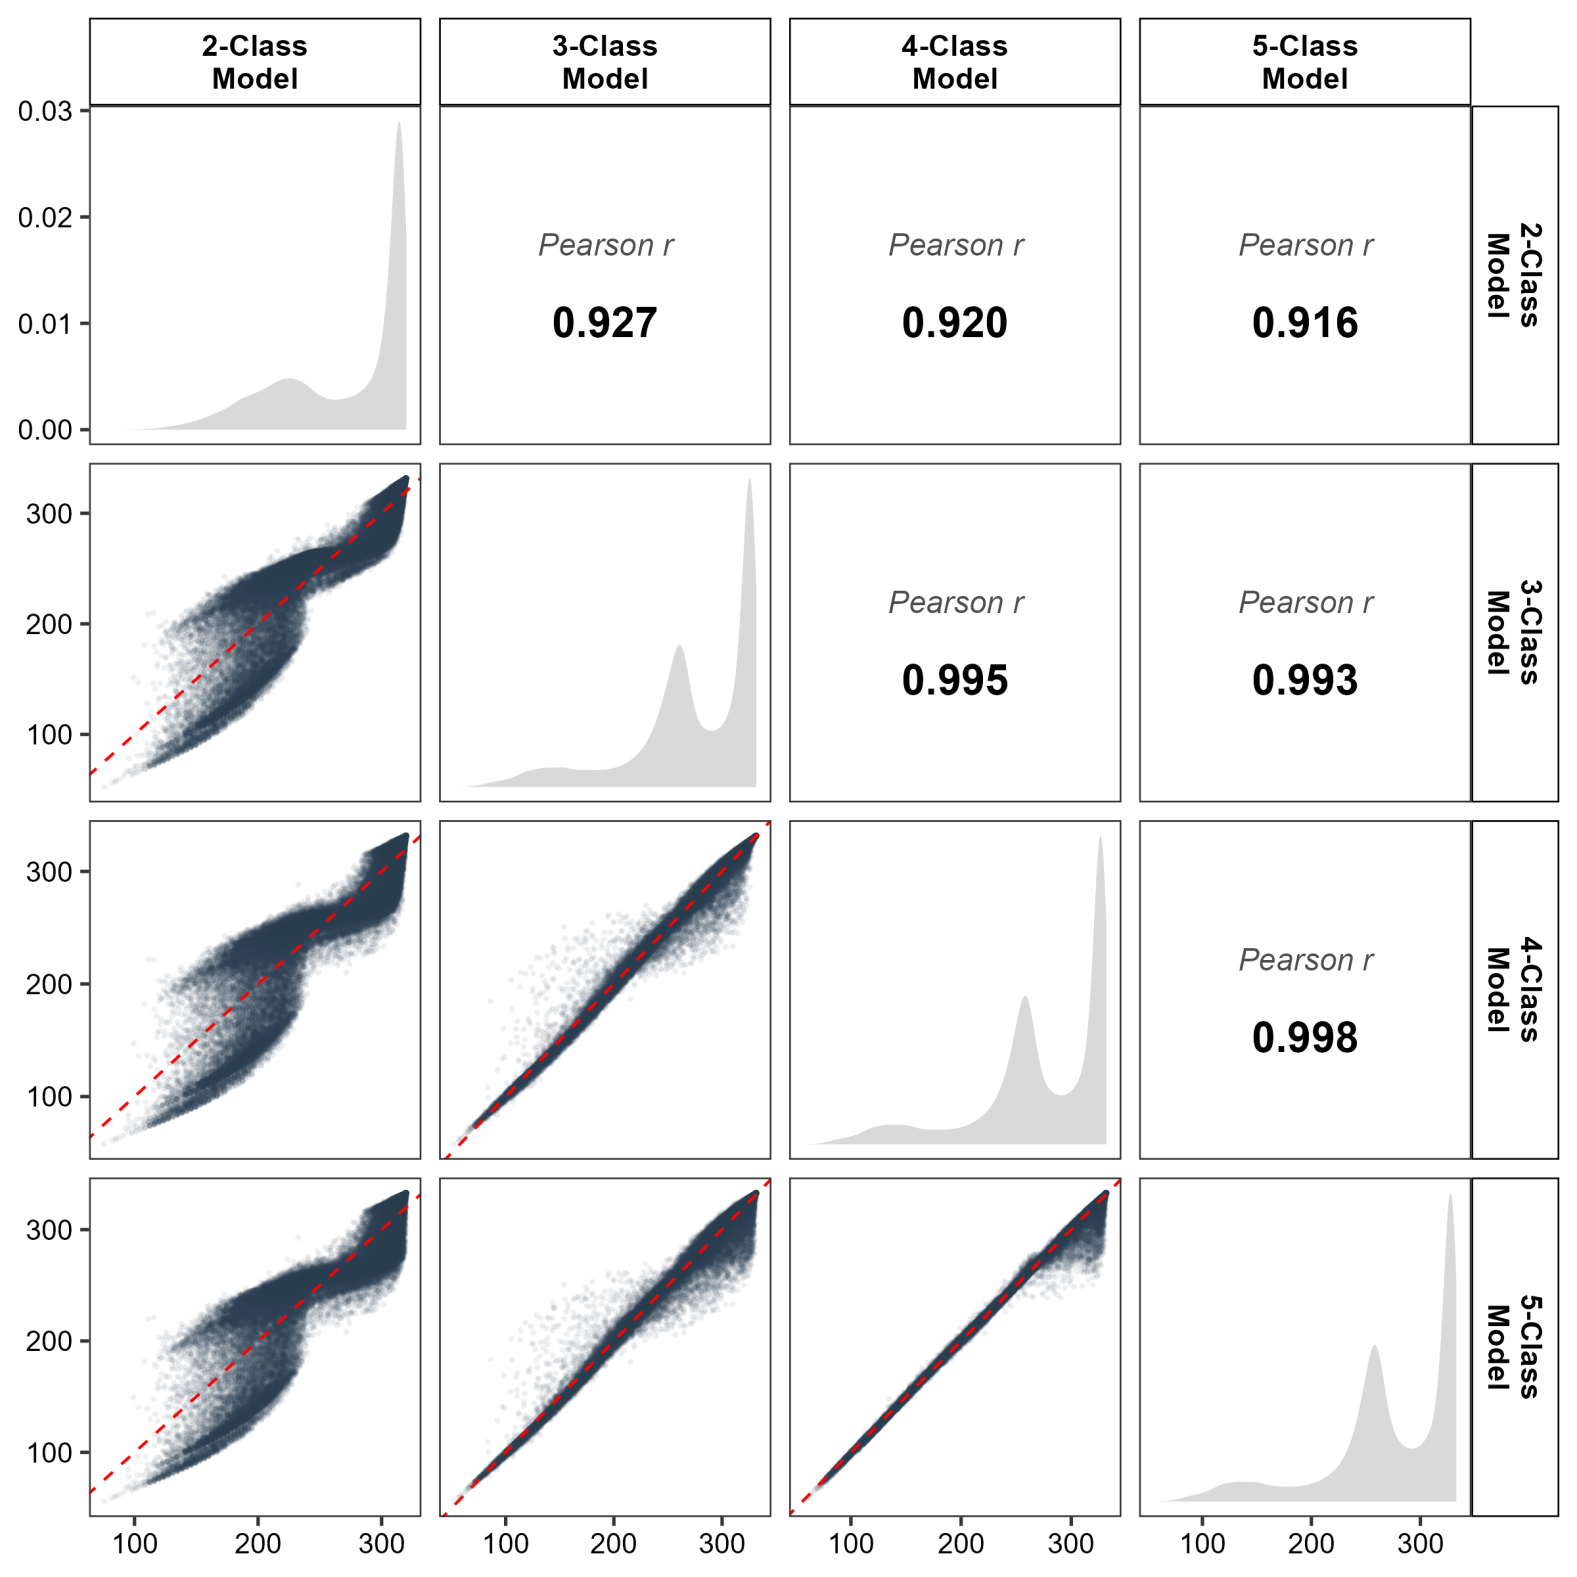 2-Class
Model
3-Class
Model
4-Class
Model
5-Class
Model
0.03
0.02
0.01
0.00
Pearson r
0.927
Pearson r
0.920
Pearson r
0.916
2-Class
Model
300
200
100
Pearson r
0.995
Pearson r
0.993
3-Class
Model
300
200
100
Pearson r
0.998
4-Class
Model
300
200
100
5-Class
Model
100 200 300
100 200 300
100 200 300
100 200 300